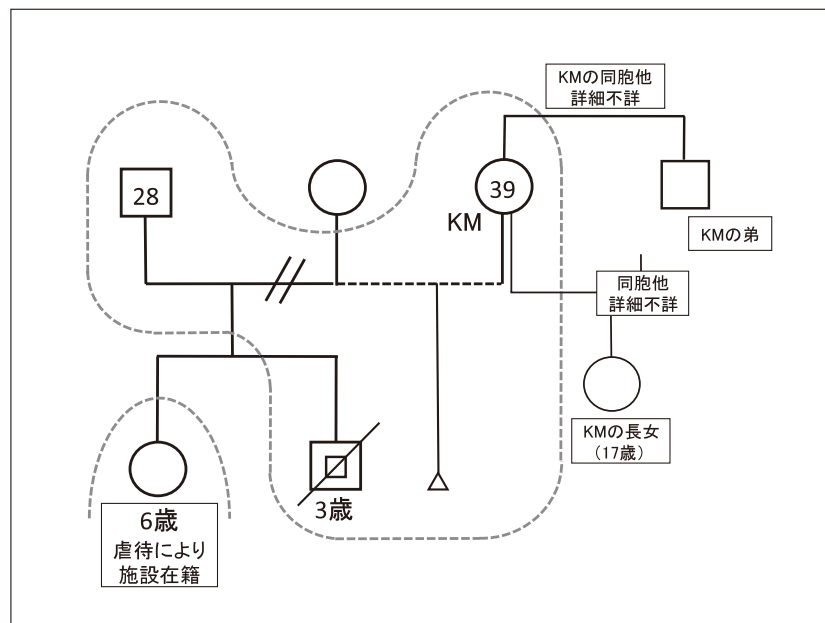 KMの同胞他
詳細不詳
28
39
KM
KMの弟
同胞他
詳細不詳
KMの長女
（17歳）
3歳
6歳
虐待により
施設在籍